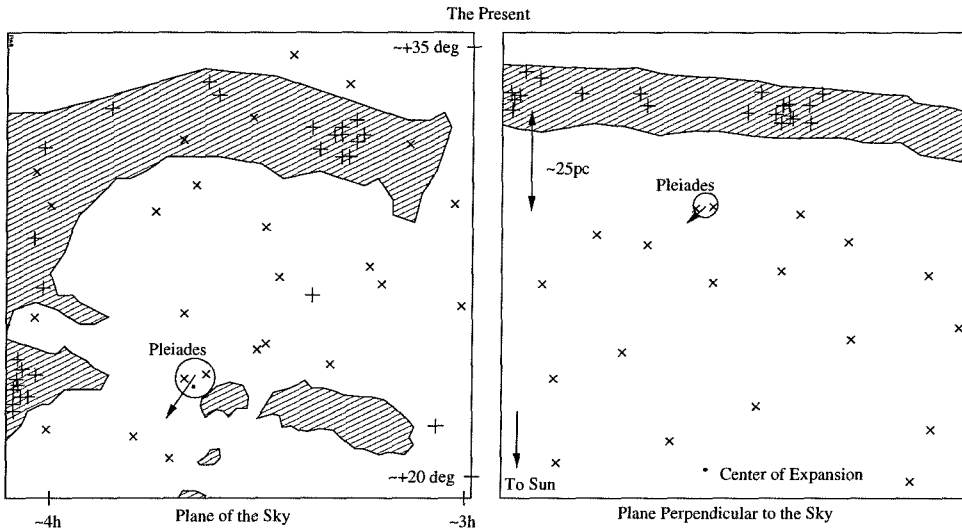 The Present
~+35 deg
Pleiades
~+20 deg
~4h
Plane of the Sky
~3h
~25pc
Pleiades
To Sun
Center of Expansion
Plane Perpendicular to the Sky